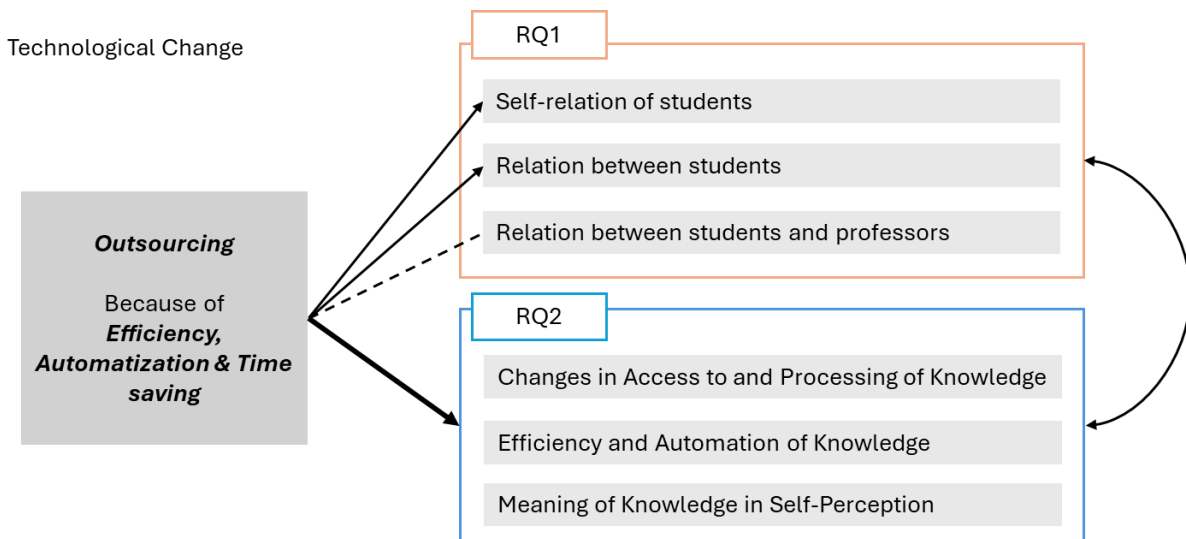 Technological Change
RQ1
Self-relation of students
Relation between students
Relation between students and professors
Outsourcing
Because of
Efficiency,
Automatization & Time
saving
RQ2
Changes in Access to and Processing of Knowledge
Efficiency and Automation of Knowledge
Meaning of Knowledge in Self-Perception